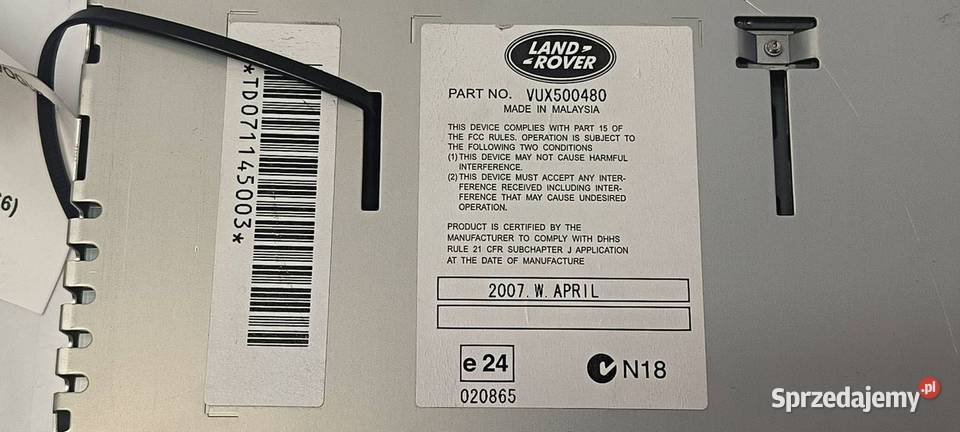 *TD071145003*
LAND ROVER
PART NO. VUX500480
MADE IN MALAYSIA
THIS DEVICE COMPLIES WITH PART 15 OF
THE FCC RULES. OPERATION IS SUBJECT TO
THE FOLLOWING TWO CONDITIONS
(1) THIS DEVICE MAY NOT CAUSE HARMFUL
INTERFERENCE.
(2) THIS DEVICE MUST ACCEPT ANY INTER-
FERENCE RECEIVED INCLUDING INTER-
FERENCE THAT MAY CAUSE UNDESIRED
OPERATION.
PRODUCT IS CERTIFIED BY THE
MANUFACTURER TO COMPLY WITH DHHS
RULE 21 CFR SUBCHAPTER J APPLICATION
AT THE DATE OF MANUFACTURE
2007. W. APRIL
e 24
020865
N18
Sprzedajemy.pl